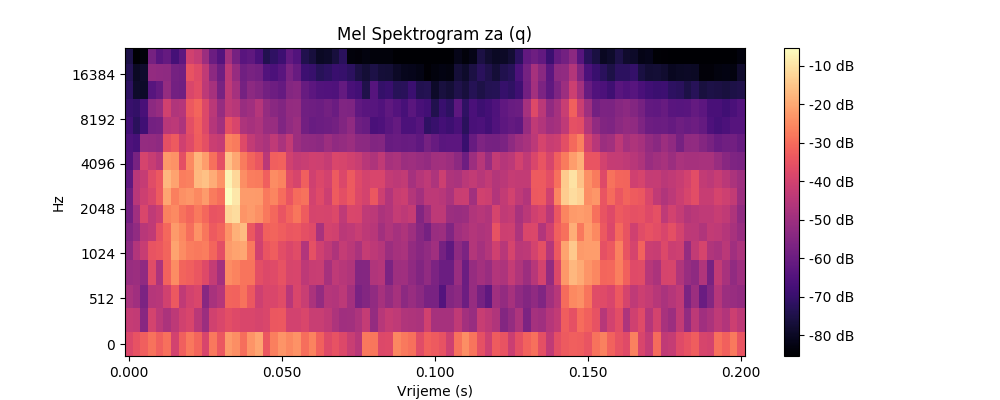 Mel Spektrogram za (q)
Hz
16384
8192
4096
2048
1024
512
0
0.000 0.050 0.100 0.150 0.200
Vrijeme (s)
-10 dB
-20 dB
-30 dB
-40 dB
-50 dB
-60 dB
-70 dB
-80 dB